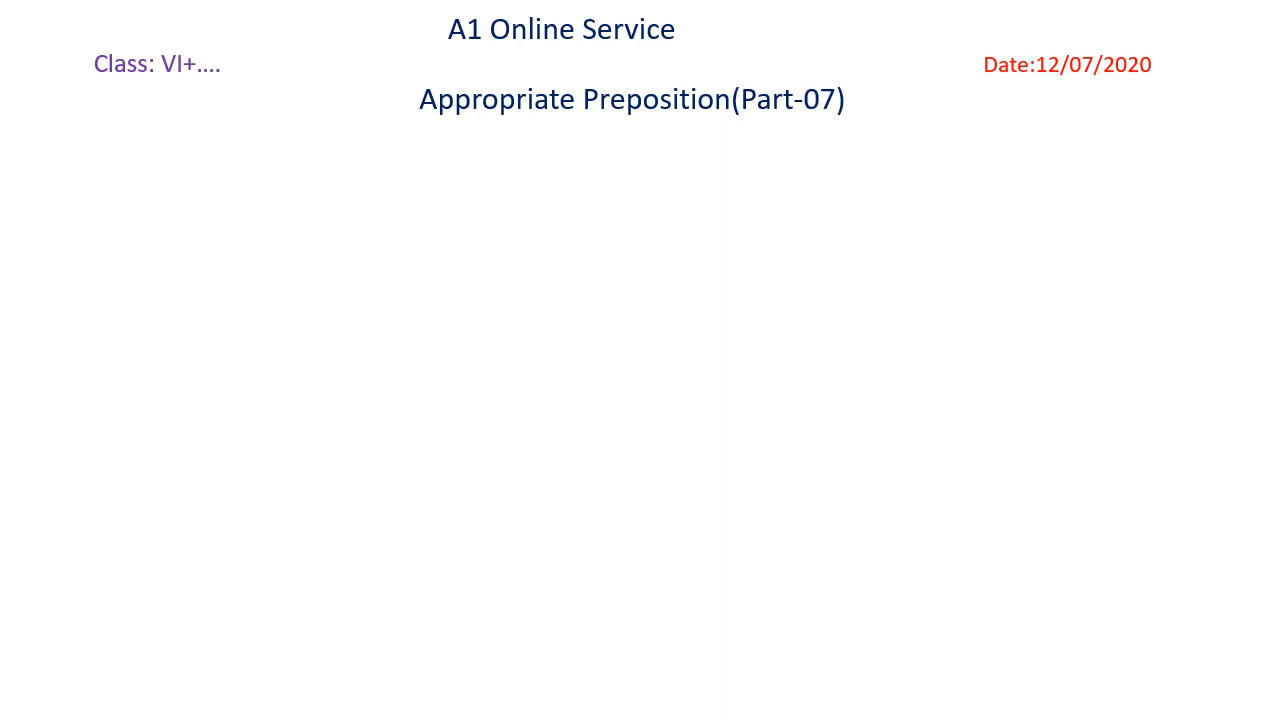 A1 Online Service
Class: VI+....
Date:12/07/2020
Appropriate Preposition(Part-07)